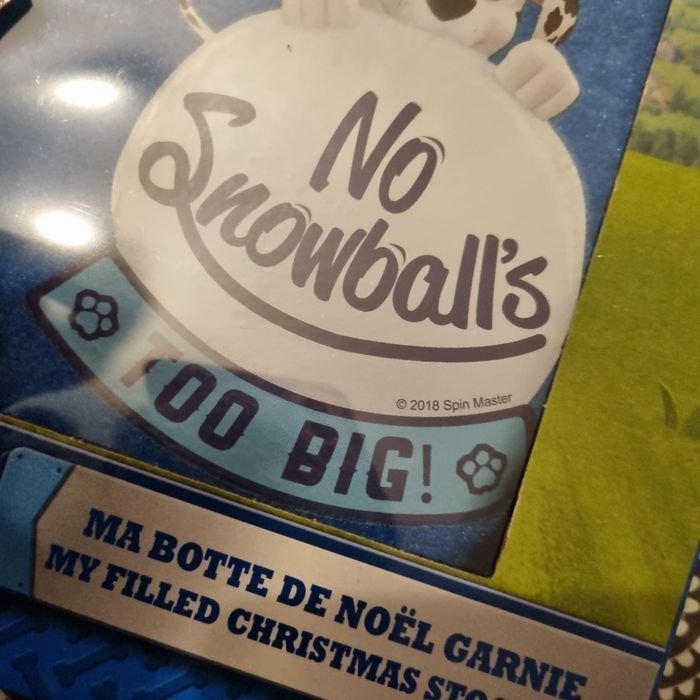 No
Snowball's
© 2018 Spin Master
TOO BIG!
MA BOTTE DE NOËL GARNIE
MY FILLED CHRISTMAS